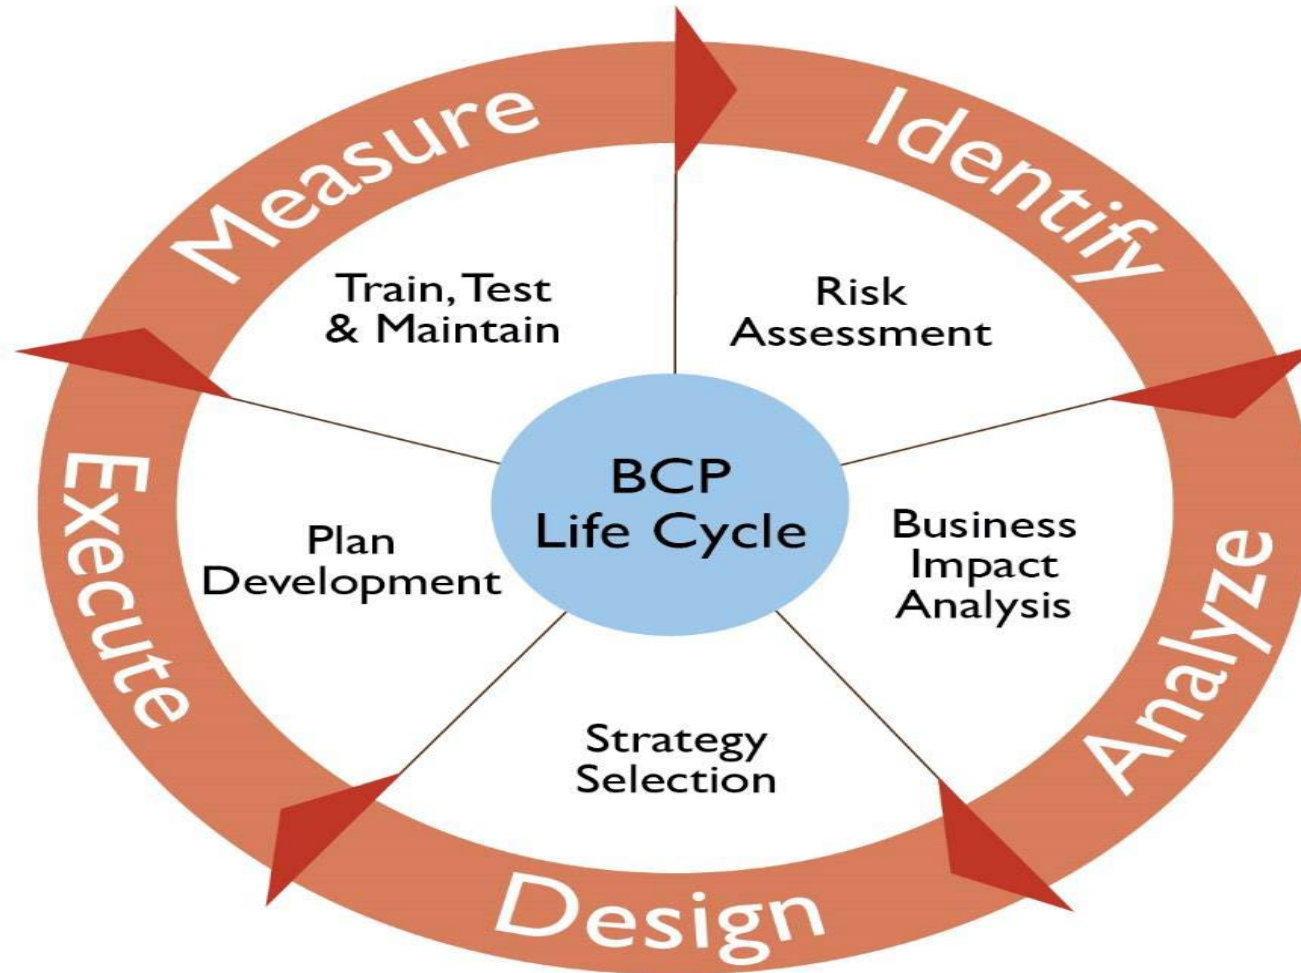 Measure
Identify
Train, Test
& Maintain
Risk
Assessment
BCP
Life Cycle
Business
Impact
Analysis
Analyze
Strategy
Selection
Design
Plan
Development
Execute